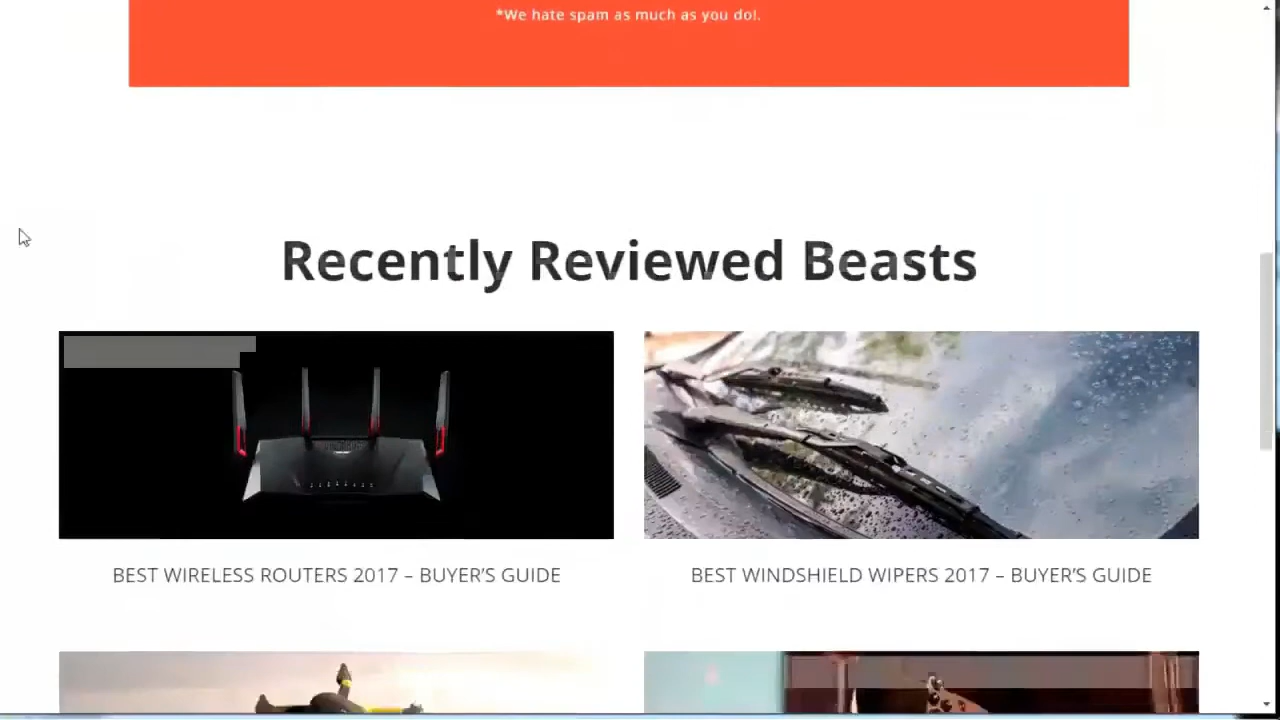 *We hate spam as much as you do!.
Recently Reviewed Beasts
BEST WIRELESS ROUTERS 2017 – BUYER'S GUIDE
BEST WINDSHIELD WIPERS 2017 – BUYER'S GUIDE